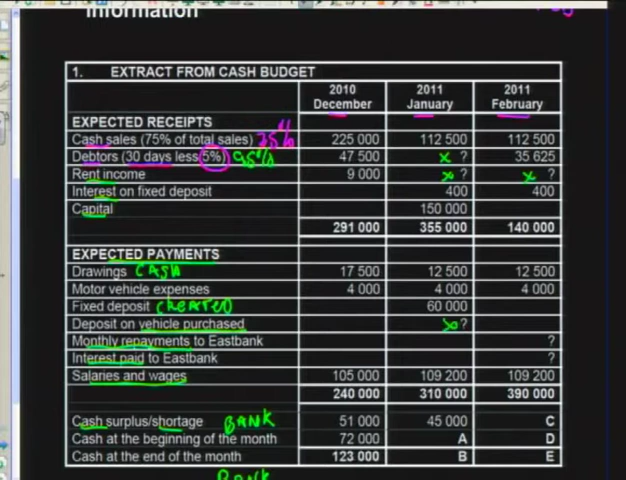 Information
1. EXTRACT FROM CASH BUDGET
2010 December 2011 January 2011 February
EXPECTED RECEIPTS
Cash sales (75% of total sales) 25% 225 000 112 500 112 500
Debtors (30 days less 5%) 95% 47 500 x ? 35 625
Rent income 9 000 x ? x ?
Interest on fixed deposit 400 400
Capital 150 000
291 000 355 000 140 000
EXPECTED PAYMENTS
Drawings CASH 17 500 12 500 12 500
Motor vehicle expenses 4 000 4 000 4 000
Fixed deposit CREATED 60 000
Deposit on vehicle purchased x ?
Monthly repayments to Eastbank ?
Interest paid to Eastbank ?
Salaries and wages 105 000 109 200 109 200
240 000 310 000 390 000
Cash surplus/shortage BANK 51 000 45 000 C
Cash at the beginning of the month 72 000 A D
Cash at the end of the month 123 000 B E
BANK